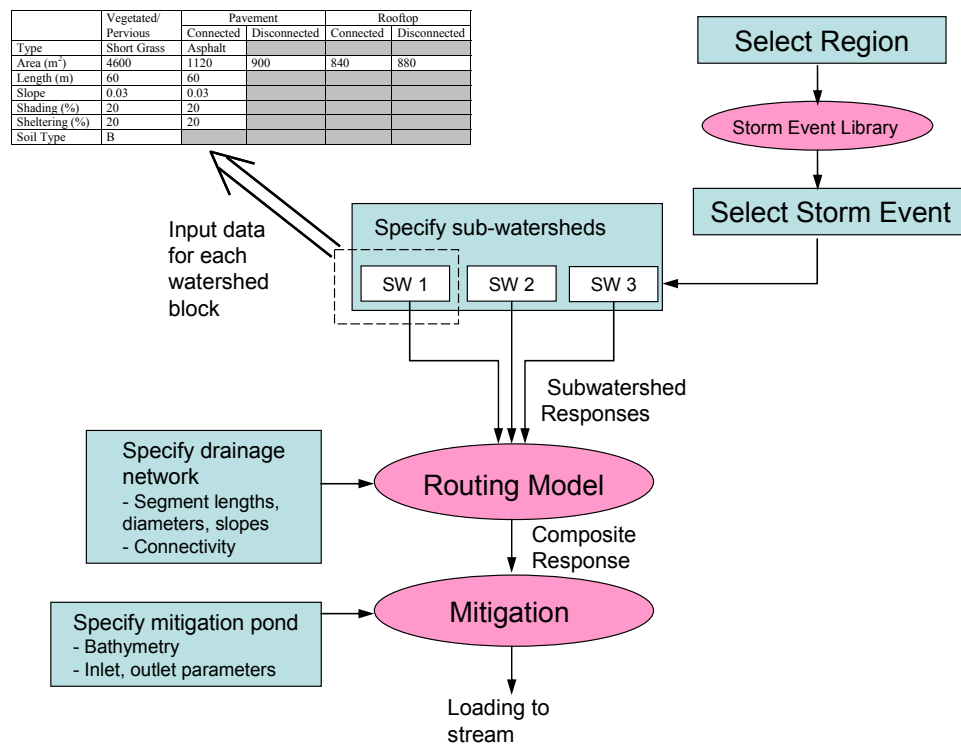 Vegetated/ Pavement Rooftop
Pervious Connected Disconnected Connected Disconnected
Type Short Grass Asphalt
Area (m²) 4600 1120 900 840 880
Length (m) 60 60
Slope 0.03 0.03
Shading (%) 20 20
Sheltering (%) 20 20
Soil Type B
Select Region
Storm Event Library
Select Storm Event
Input data
for each
watershed
block
Specify sub-watersheds
SW 1 SW 2 SW 3
Subwatershed
Responses
Specify drainage
network
- Segment lengths,
diameters, slopes
- Connectivity
Routing Model
Composite
Response
Specify mitigation pond
- Bathymetry
- Inlet, outlet parameters
Mitigation
Loading to
stream